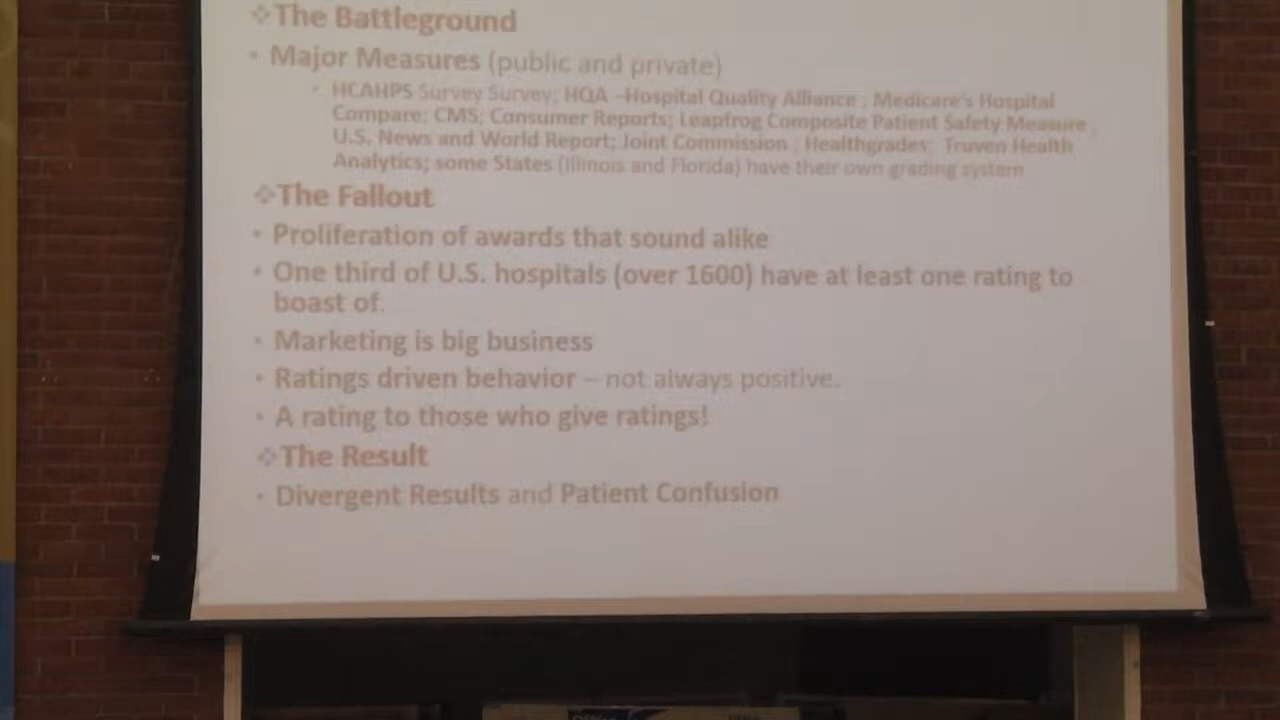 ❖The Battleground
• Major Measures (public and private)
• HCAHPS Survey Survey; HQA -Hospital Quality Alliance ; Medicare's Hospital
Compare; CMS; Consumer Reports; Leapfrog Composite Patient Safety Measure ;
U.S. News and World Report; Joint Commission ; Healthgrades; Truven Health
Analytics; some States (Illinois and Florida) have their own grading system
❖The Fallout
• Proliferation of awards that sound alike
• One third of U.S. hospitals (over 1600) have at least one rating to
boast of.
• Marketing is big business
• Ratings driven behavior – not always positive.
• A rating to those who give ratings!
❖The Result
• Divergent Results and Patient Confusion